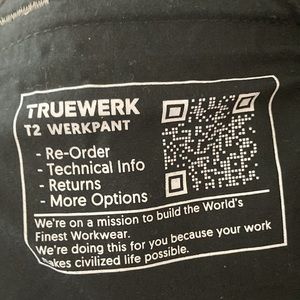 TRUEWERK
T2 WERKPANT
- Re-Order
- Technical Info
- Returns
- More Options
We're on a mission to build the World's
Finest Workwear.
We're doing this for you because your work
makes civilized life possible.